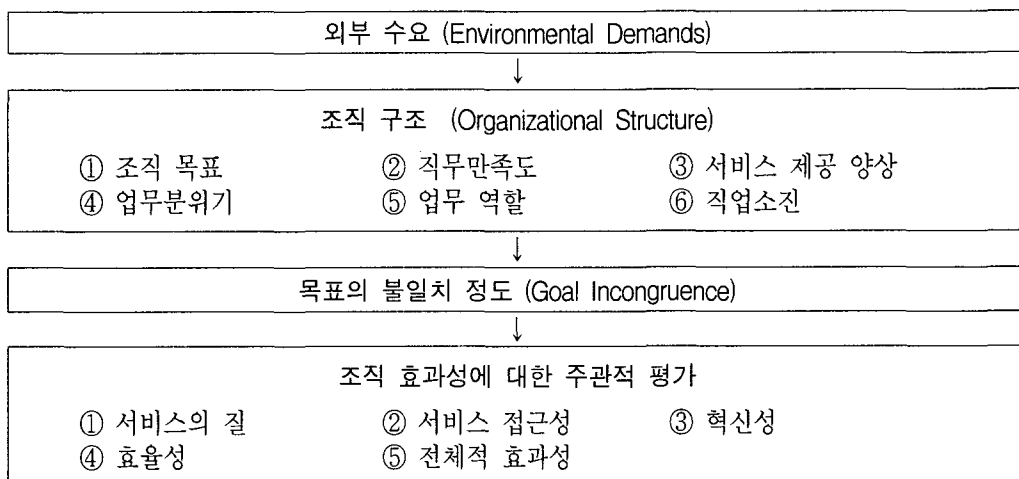 외부 수요 (Environmental Demands)
↓
조직 구조 (Organizational Structure)
① 조직 목표 ② 직무만족도 ③ 서비스 제공 양상
④ 업무분위기 ⑤ 업무 역할 ⑥ 직업소진
↓
목표의 불일치 정도 (Goal Incongruence)
↓
조직 효과성에 대한 주관적 평가
① 서비스의 질 ② 서비스 접근성 ③ 혁신성
④ 효율성 ⑤ 전체적 효과성